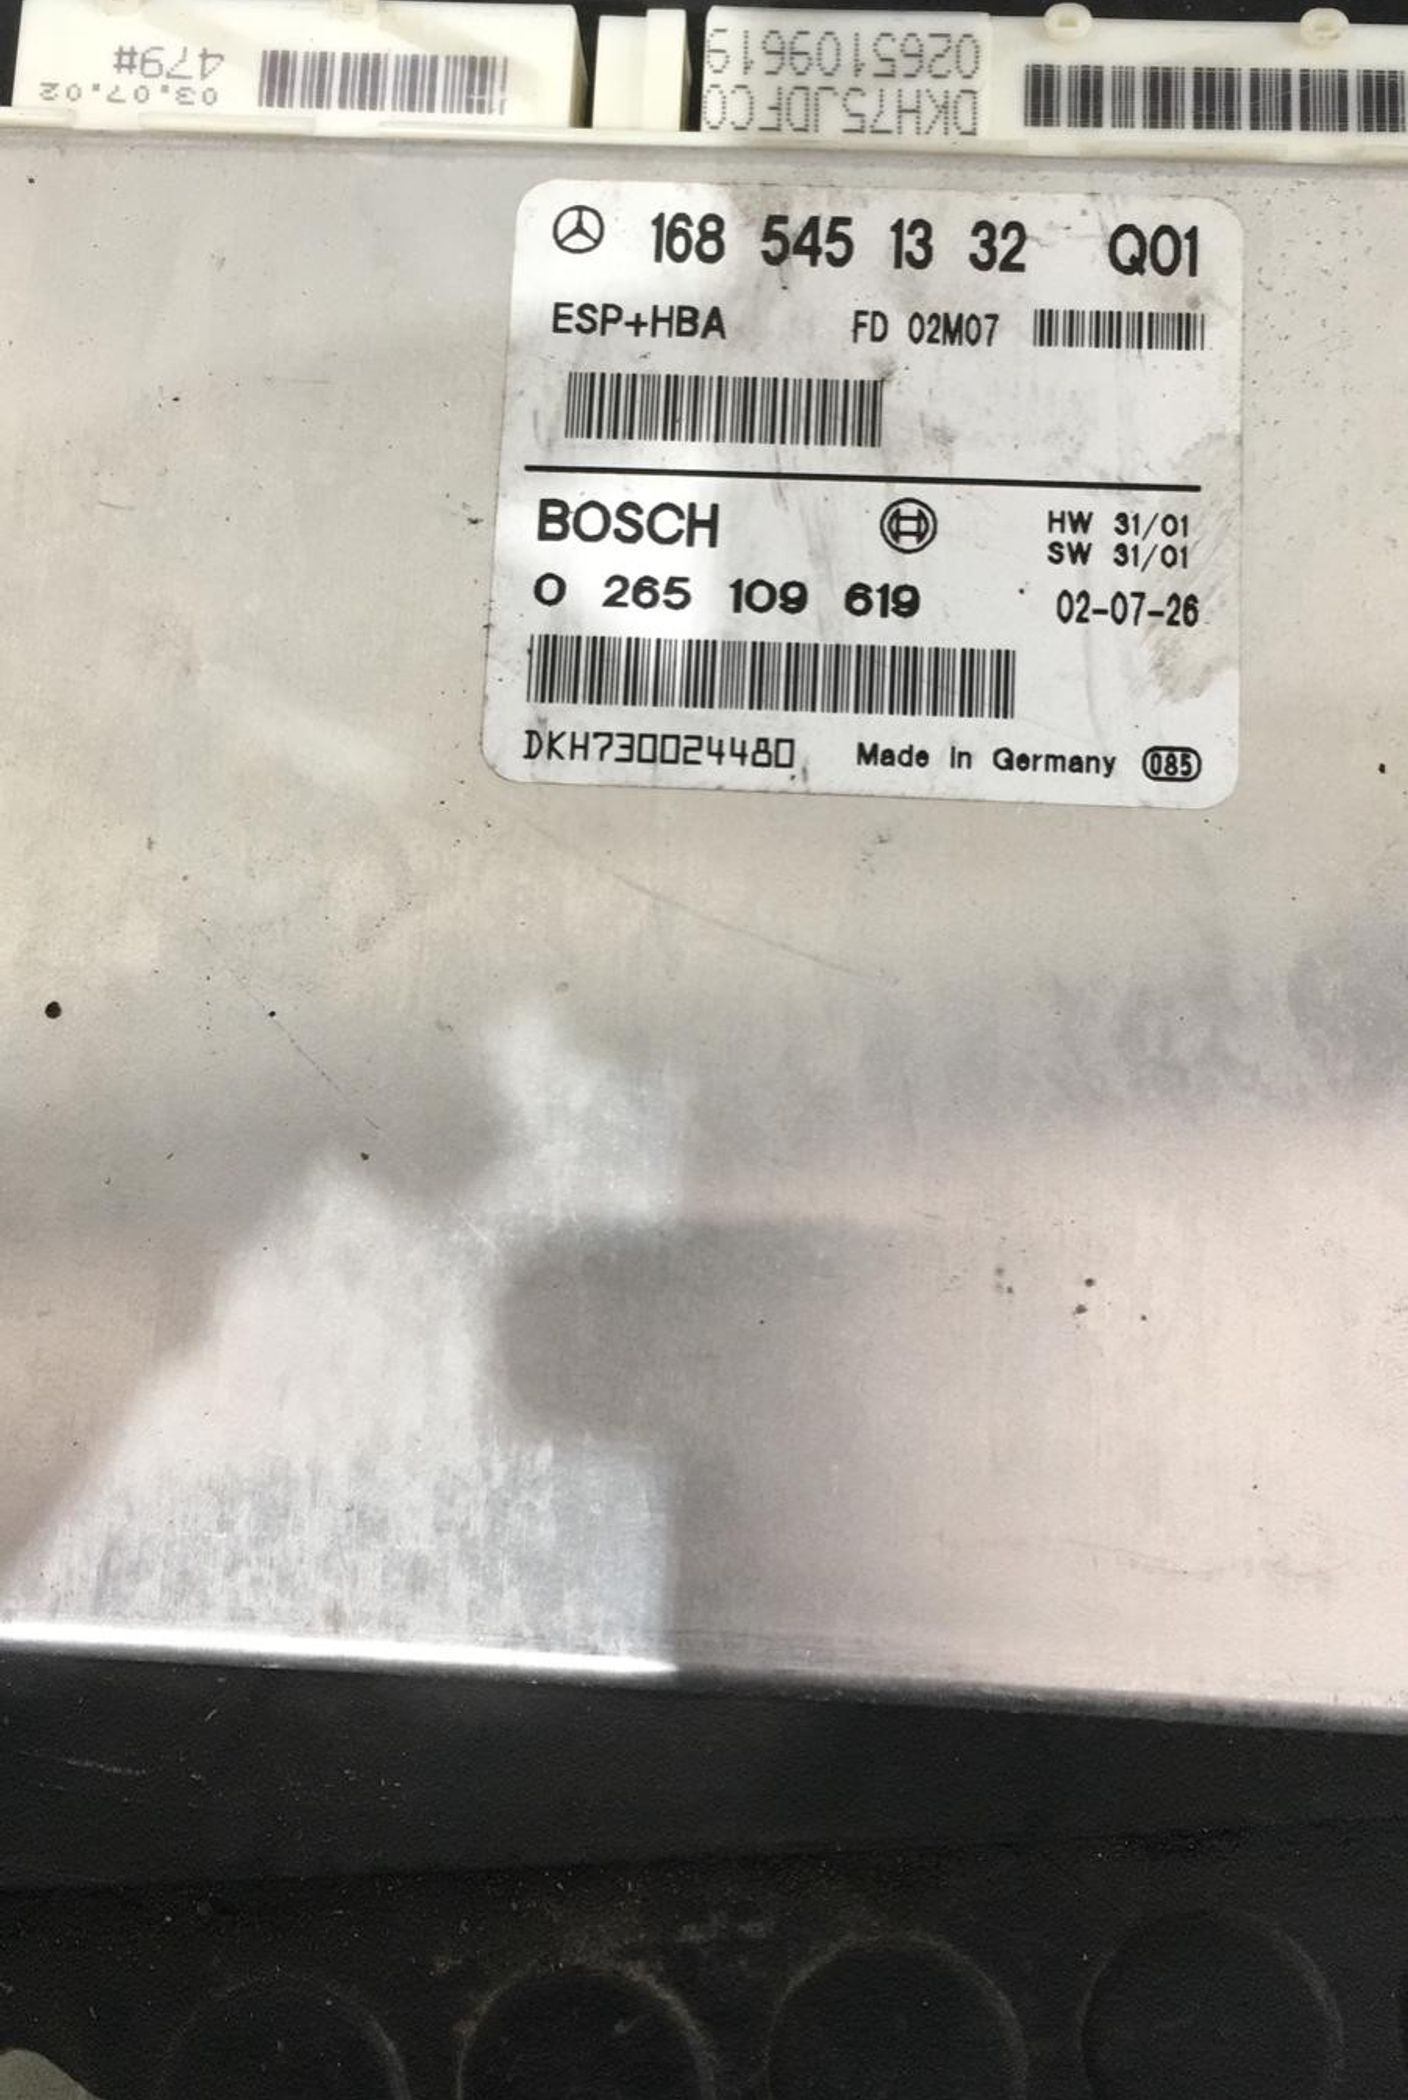 479#
03.07.02
0265109619
DKH75JDFC0
168 545 13 32 Q01
ESP+HBA FD 02M07
BOSCH HW 31/01
SW 31/01
0 265 109 619 02-07-26
DKH730024480 Made in Germany 085